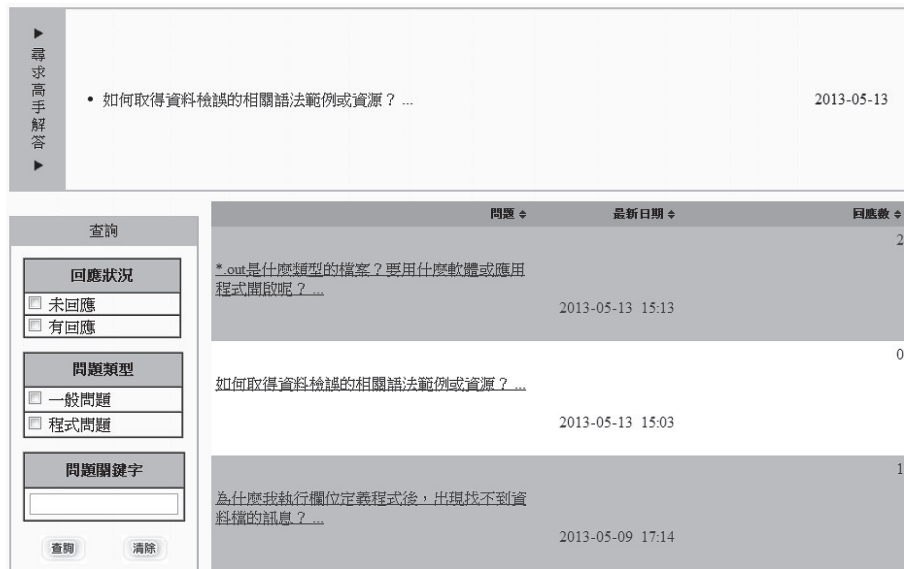 ▶ 尋求高手解答 ▶
• 如何取得資料檢誤的相關語法範例或資源？ ... 2013-05-13
查詢
回應狀況
未回應
有回應
問題類型
一般問題
程式問題
問題關鍵字
查詢 清除
問題 最新日期 回應數
2
*.out是什麼類型的檔案？要用什麼軟體或應用
程式開啟呢？ ...
2013-05-13 15:13
0
如何取得資料檢誤的相關語法範例或資源？ ...
2013-05-13 15:03
1
為什麼我執行欄位定義程式後，出現找不到資
料檔的訊息？ ...
2013-05-09 17:14